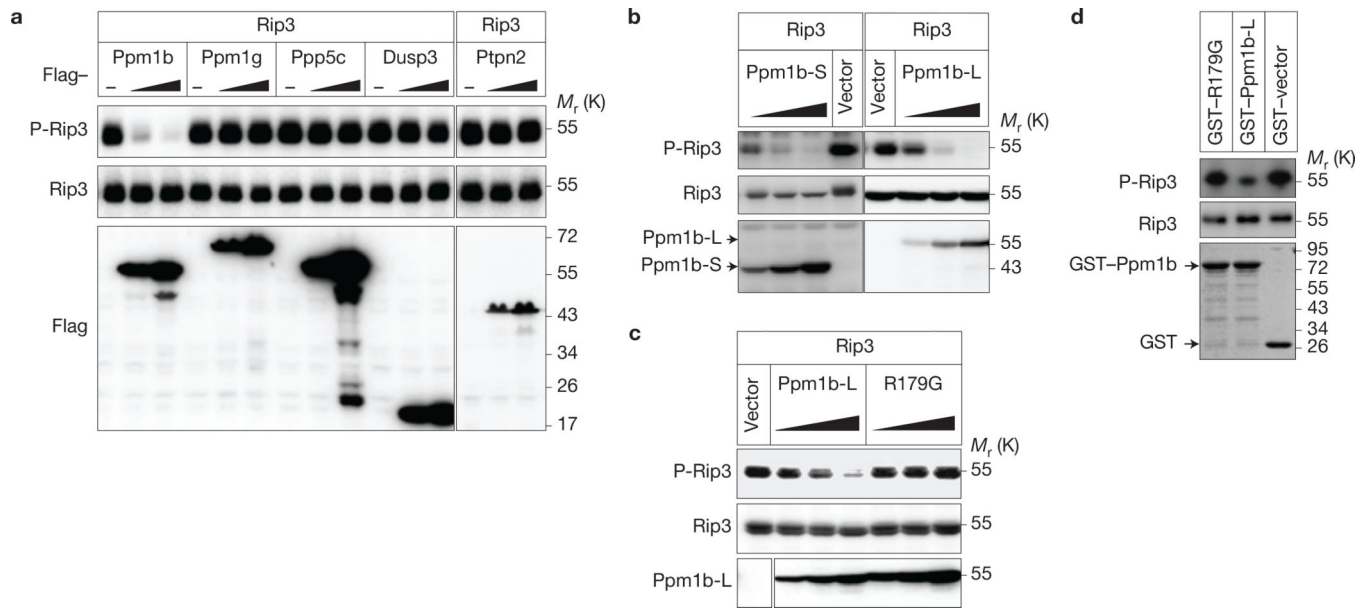 a
Rip3
Rip3
Ppm1b
Ppm1g
Ppp5c
Dusp3
Ptpn2
Flag–
–
–
–
–
–
Mr (K)
P-Rip3
55
Rip3
55
Flag
72
55
43
34
26
17
b
Rip3
Rip3
Ppm1b-S
Vector
Vector
Ppm1b-L
Mr (K)
P-Rip3
55
Rip3
55
Ppm1b-L
55
Ppm1b-S
43
c
Rip3
Vector
Ppm1b-L
R179G
Mr (K)
P-Rip3
55
Rip3
55
Ppm1b-L
55
d
GST–R179G
GST–Ppm1b-L
GST–vector
Mr (K)
P-Rip3
55
Rip3
55
95
GST–Ppm1b
72
55
43
34
GST
26